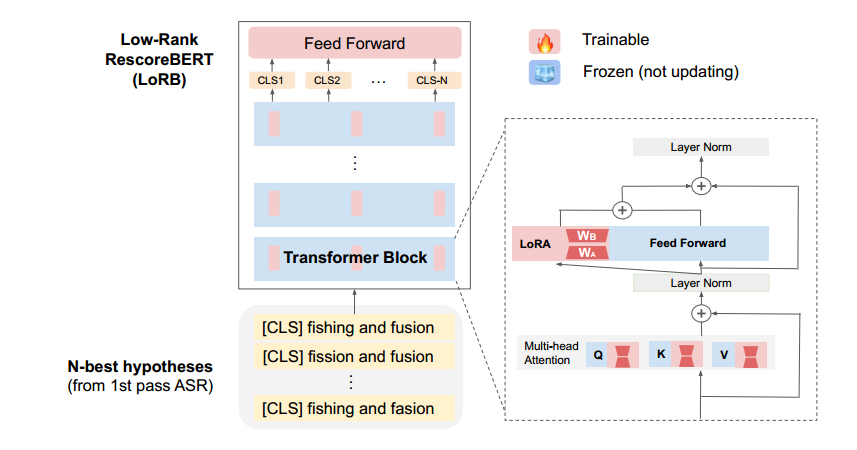 Low-Rank
RescoreBERT
(LoRB)
Feed Forward
CLS1
CLS2
...
CLS-N
⋮
Transformer Block
N-best hypotheses
(from 1st pass ASR)
[CLS] fishing and fusion
[CLS] fission and fusion
⋮
[CLS] fishing and fasion
Trainable
Frozen (not updating)
Layer Norm
+
+
LoRA
WB
WA
Feed Forward
Layer Norm
+
Multi-head
Attention
Q
K
V